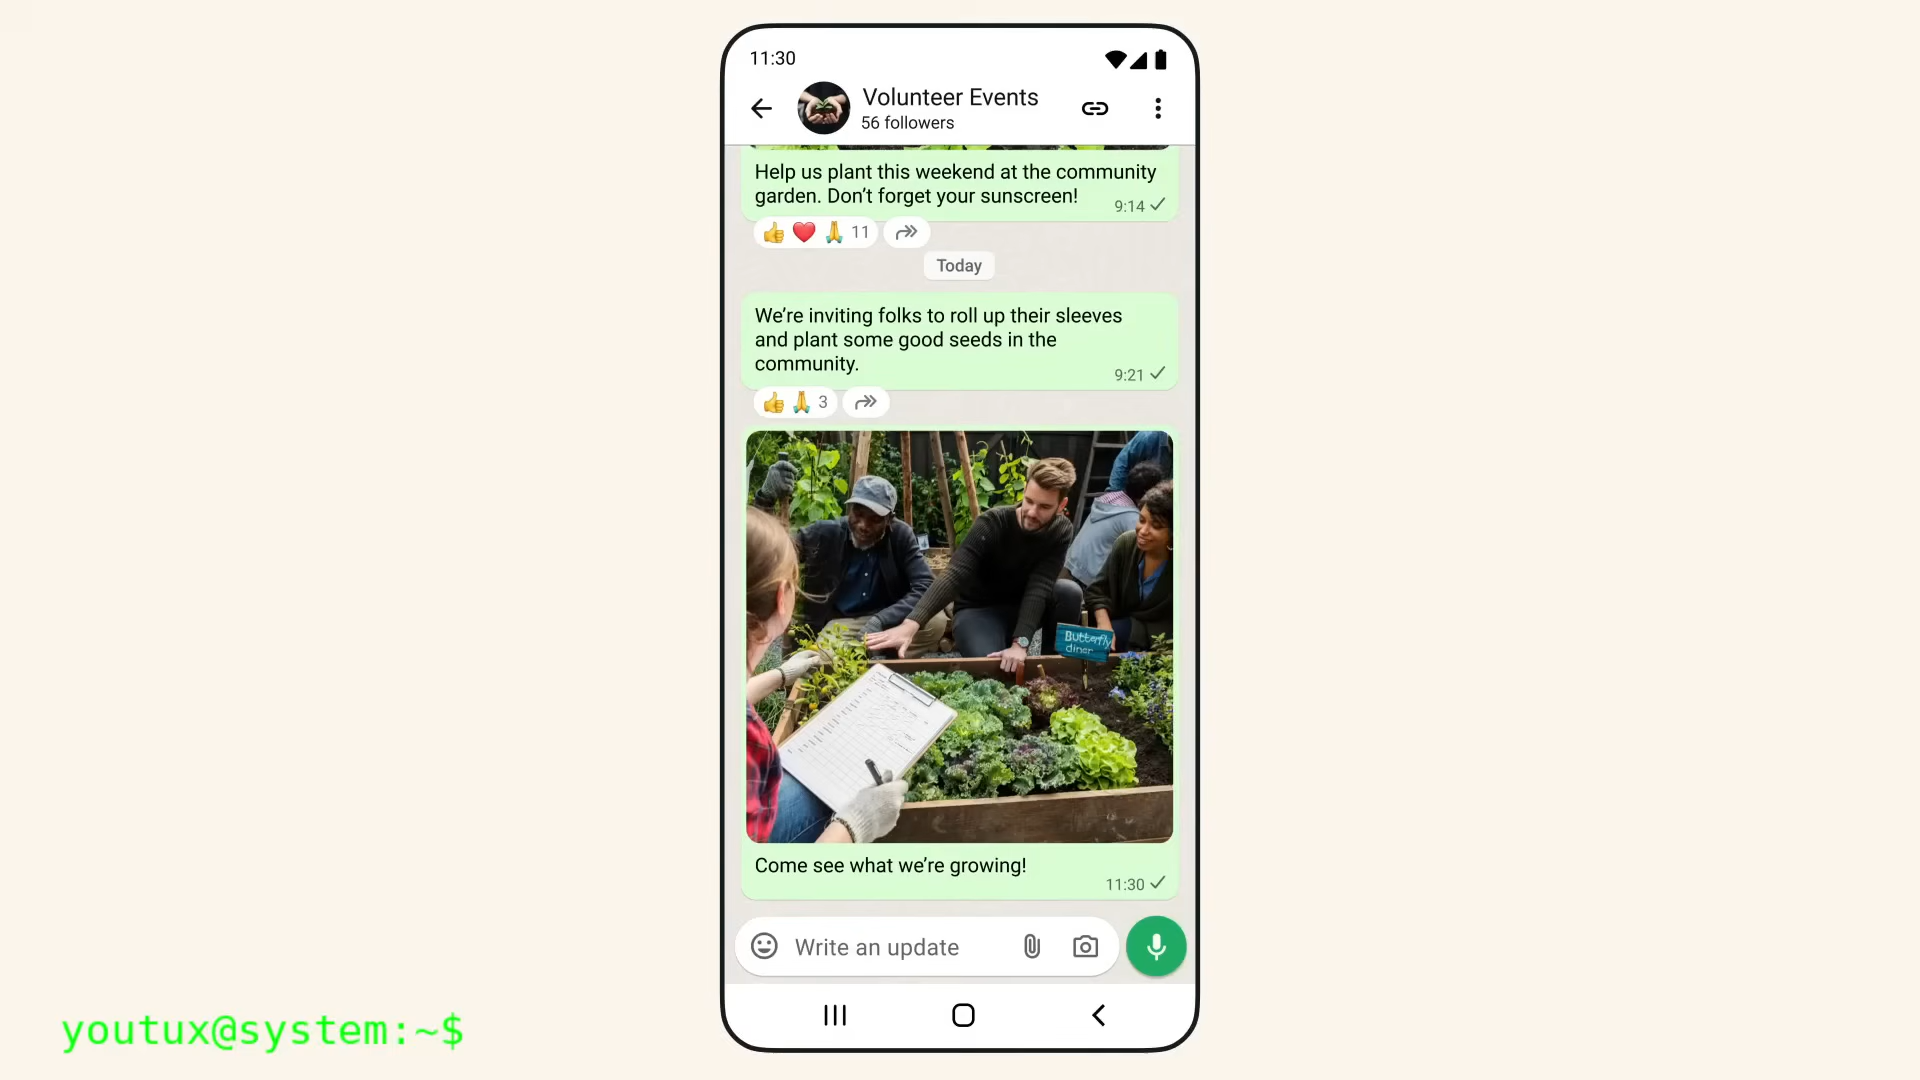 11:30
Volunteer Events
56 followers
Help us plant this weekend at the community
garden. Don’t forget your sunscreen!
9:14
11
Today
We’re inviting folks to roll up their sleeves
and plant some good seeds in the
community.
9:21
3
Butterfly
diner
Come see what we’re growing!
11:30
Write an update
youtux@system:~$